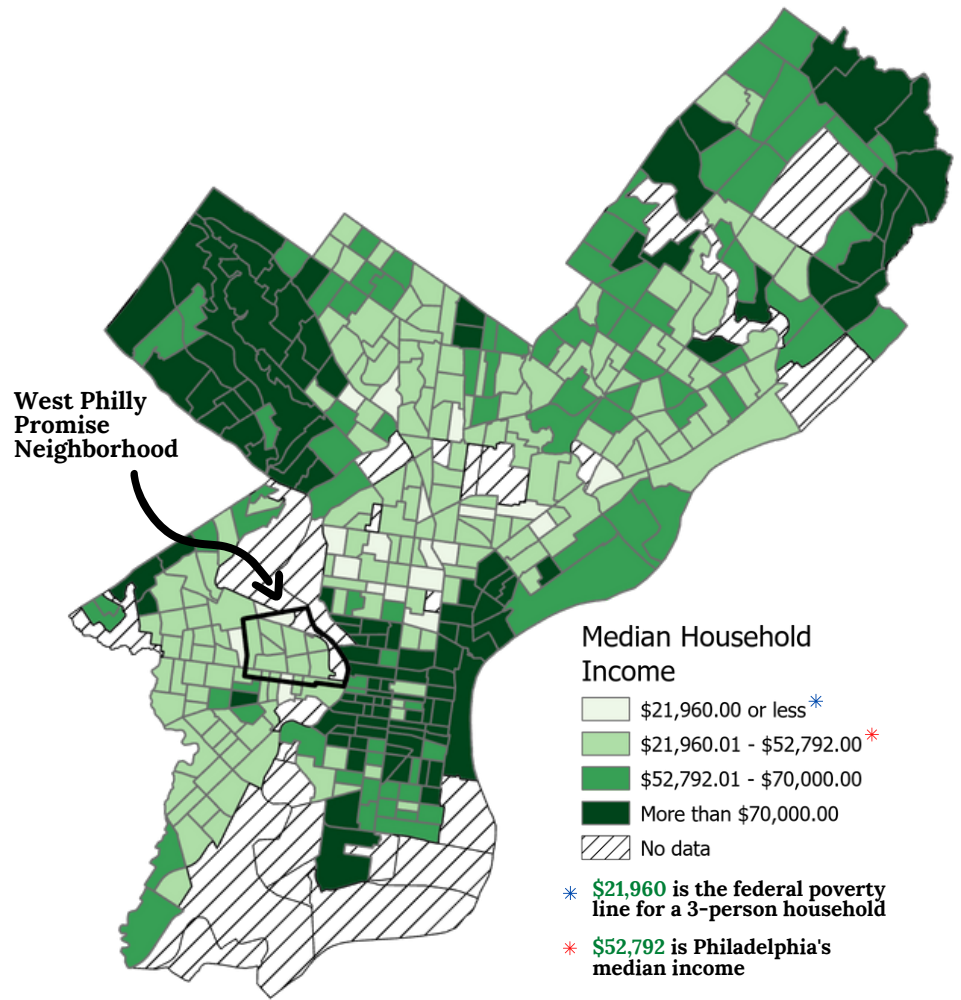 West Philly
Promise
Neighborhood
Median Household
Income
$21,960.00 or less*
$21,960.01 - $52,792.00*
$52,792.01 - $70,000.00
More than $70,000.00
No data
* $21,960 is the federal poverty
line for a 3-person household
* $52,792 is Philadelphia's
median income